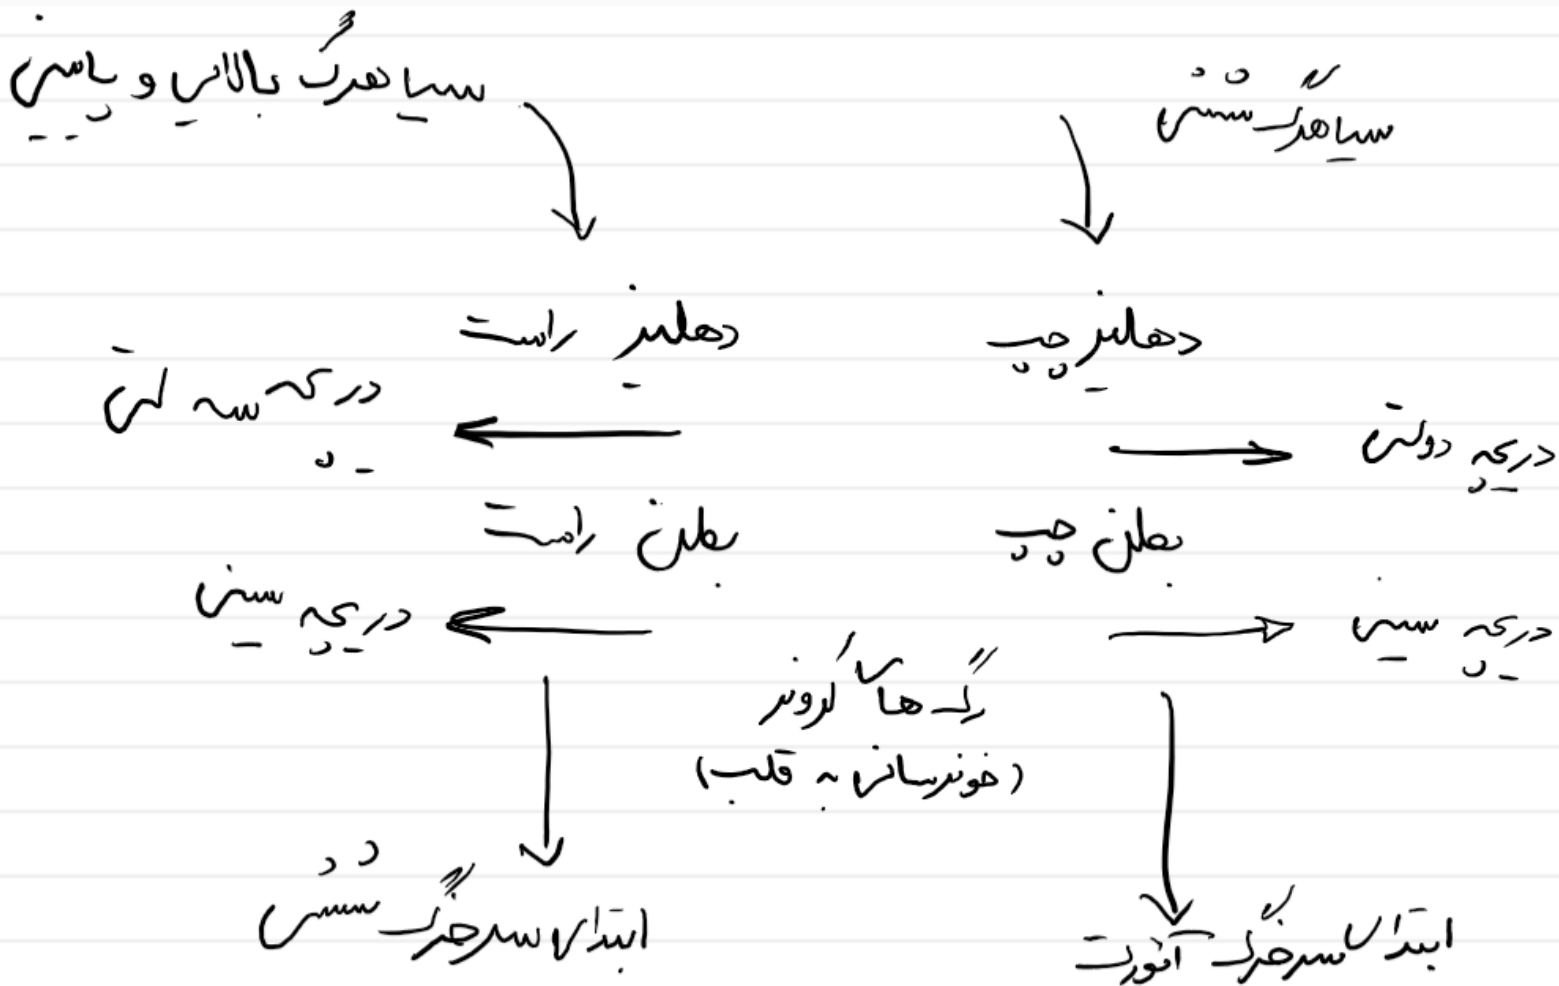 سیاهرگ بالایی و پایینی
سیاهرگ ششی
دهلیز راست
دهلیز چپ
دریچه سه لتی
دریچه دولتی
بطن راست
بطن چپ
دریچه سینی
دریچه سینی
رگ های کرونر
(خونرسانی به قلب)
ابتدای سرخرگ ششی
ابتدای سرخرگ آئورت